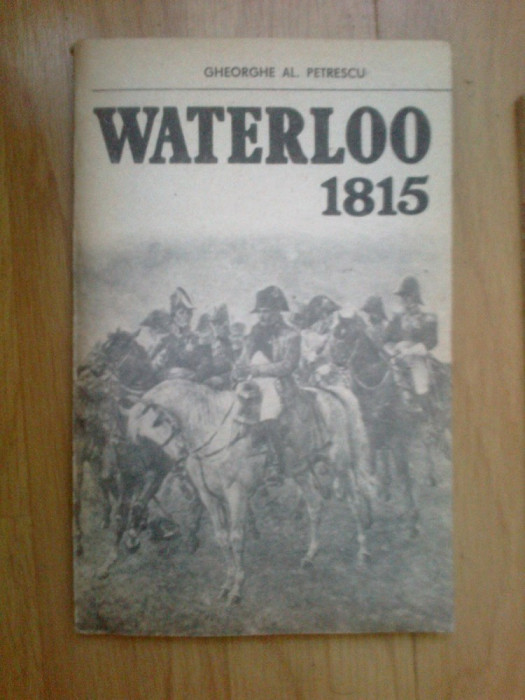 GHEORGHE AL. PETRESCU
WATERLOO
1815